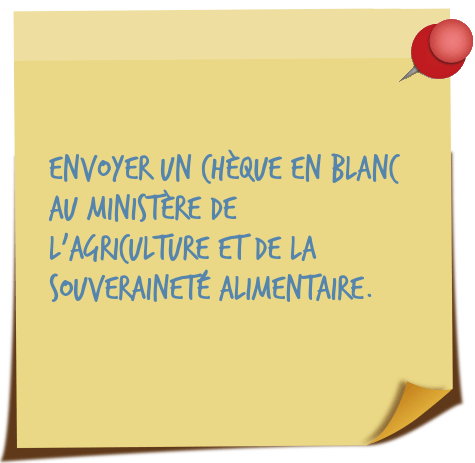 ENVOYER UN CHÈQUE EN BLANC
AU MINISTÈRE DE
L'AGRICULTURE ET DE LA
SOUVERAINETÉ ALIMENTAIRE.